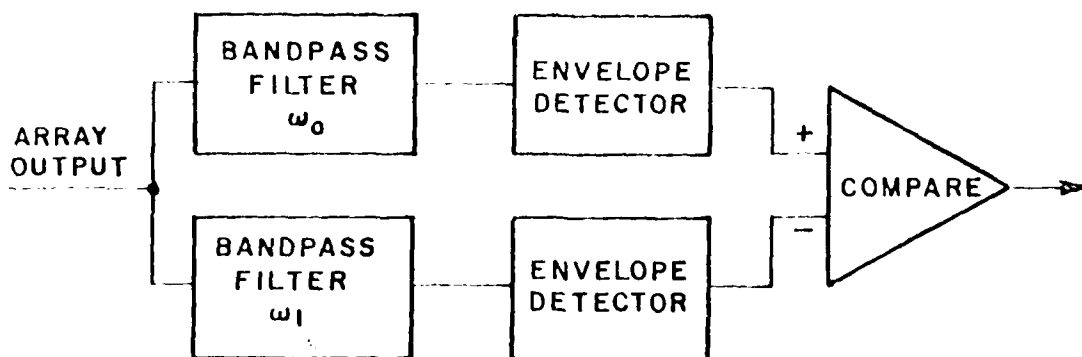 BANDPASS
FILTER
ω₀
ENVELOPE
DETECTOR
ARRAY
OUTPUT
+
COMPARE
−
BANDPASS
FILTER
ω₁
ENVELOPE
DETECTOR